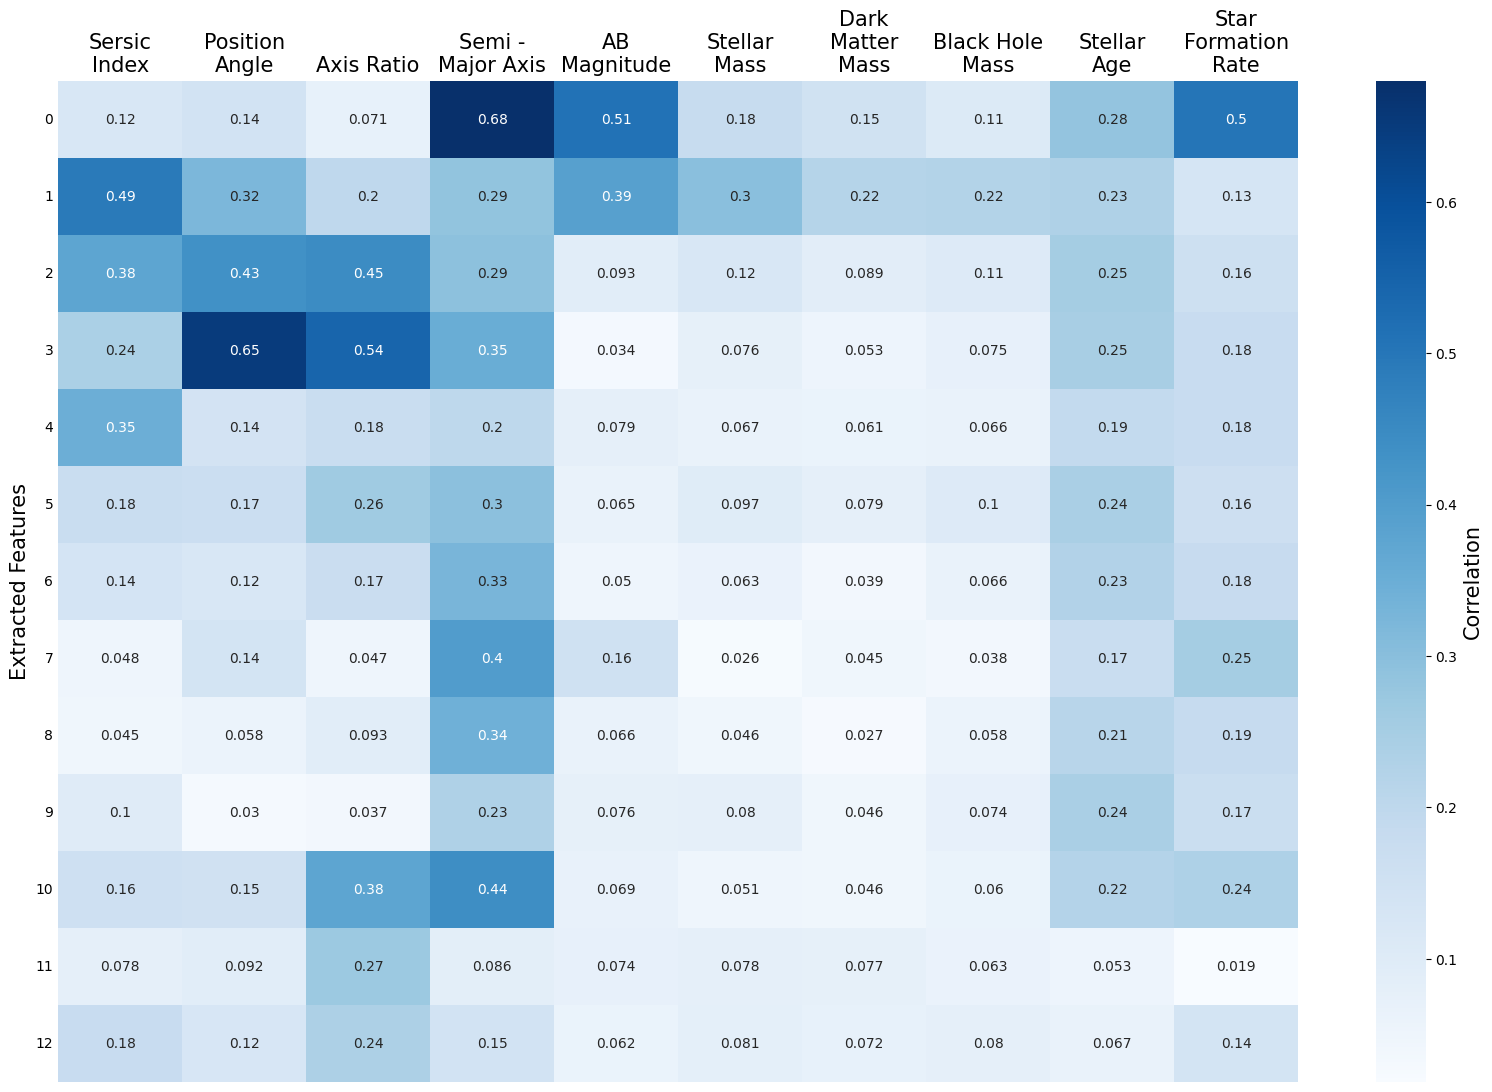 Sersic
Index
Position
Angle
Axis Ratio
Semi -
Major Axis
AB
Magnitude
Stellar
Mass
Dark
Matter
Mass
Black Hole
Mass
Stellar
Age
Star
Formation
Rate
0 0.12 0.14 0.071 0.68 0.51 0.18 0.15 0.11 0.28 0.5
1 0.49 0.32 0.2 0.29 0.39 0.3 0.22 0.22 0.23 0.13
2 0.38 0.43 0.45 0.29 0.093 0.12 0.089 0.11 0.25 0.16
3 0.24 0.65 0.54 0.35 0.034 0.076 0.053 0.075 0.25 0.18
4 0.35 0.14 0.18 0.2 0.079 0.067 0.061 0.066 0.19 0.18
5 0.18 0.17 0.26 0.3 0.065 0.097 0.079 0.1 0.24 0.16
6 0.14 0.12 0.17 0.33 0.05 0.063 0.039 0.066 0.23 0.18
7 0.048 0.14 0.047 0.4 0.16 0.026 0.045 0.038 0.17 0.25
8 0.045 0.058 0.093 0.34 0.066 0.046 0.027 0.058 0.21 0.19
9 0.1 0.03 0.037 0.23 0.076 0.08 0.046 0.074 0.24 0.17
10 0.16 0.15 0.38 0.44 0.069 0.051 0.046 0.06 0.22 0.24
11 0.078 0.092 0.27 0.086 0.074 0.078 0.077 0.063 0.053 0.019
12 0.18 0.12 0.24 0.15 0.062 0.081 0.072 0.08 0.067 0.14
Extracted Features
0.6
0.5
0.4
0.3
0.2
0.1
Correlation